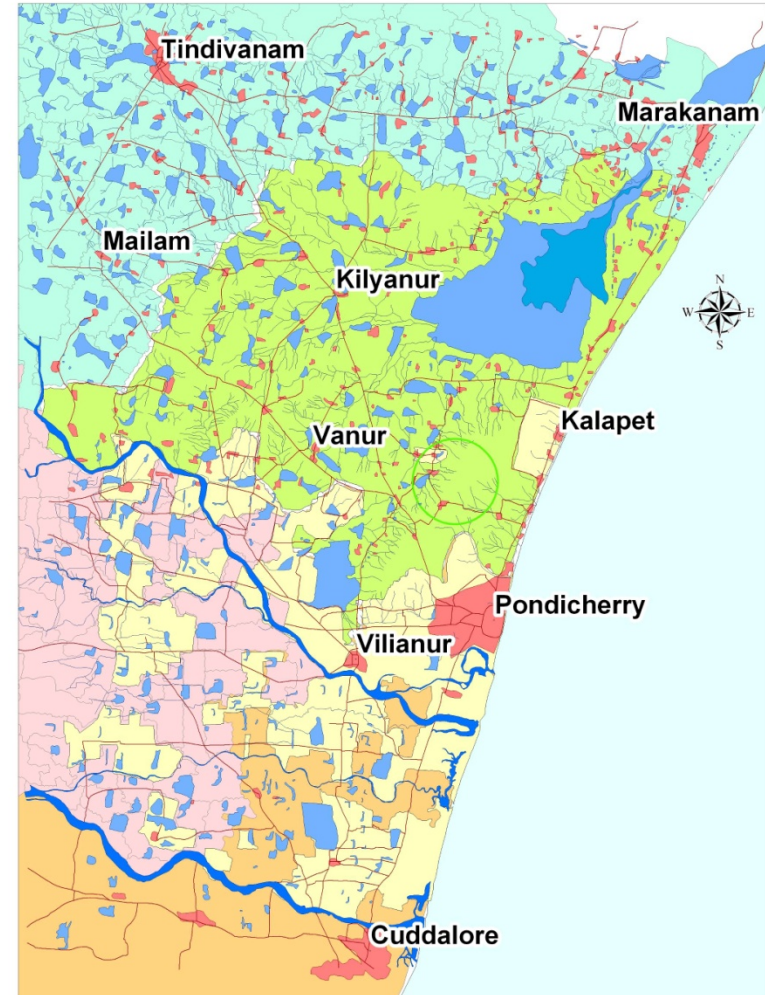 Tindivanam
Marakanam
Mailam
Kilyanur
N
W E
S
Kalapet
Vanur
Pondicherry
Vilianur
Cuddalore